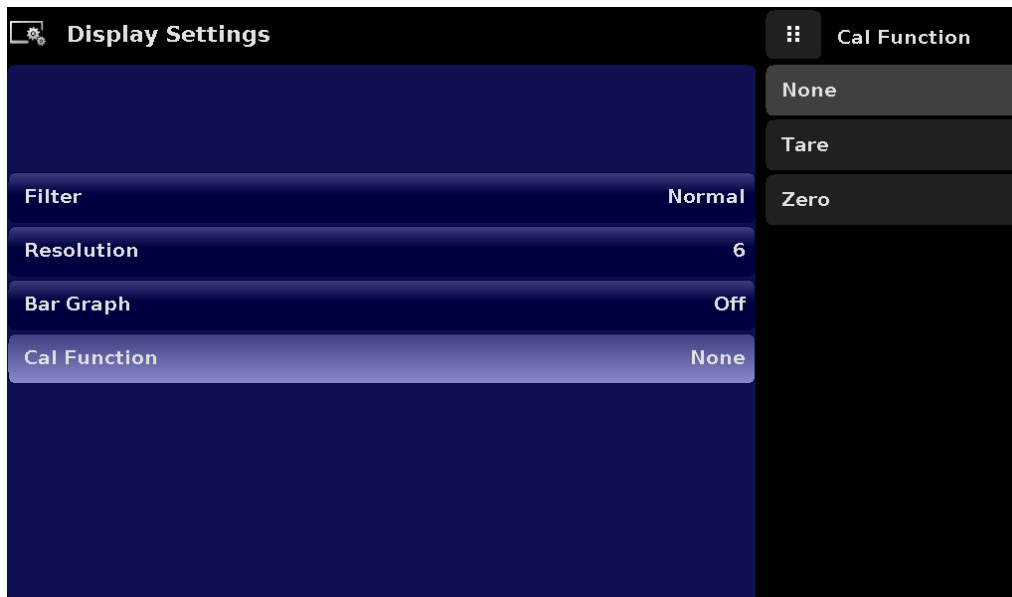 Display Settings
Filter Normal
Resolution 6
Bar Graph Off
Cal Function None
Cal Function
None
Tare
Zero